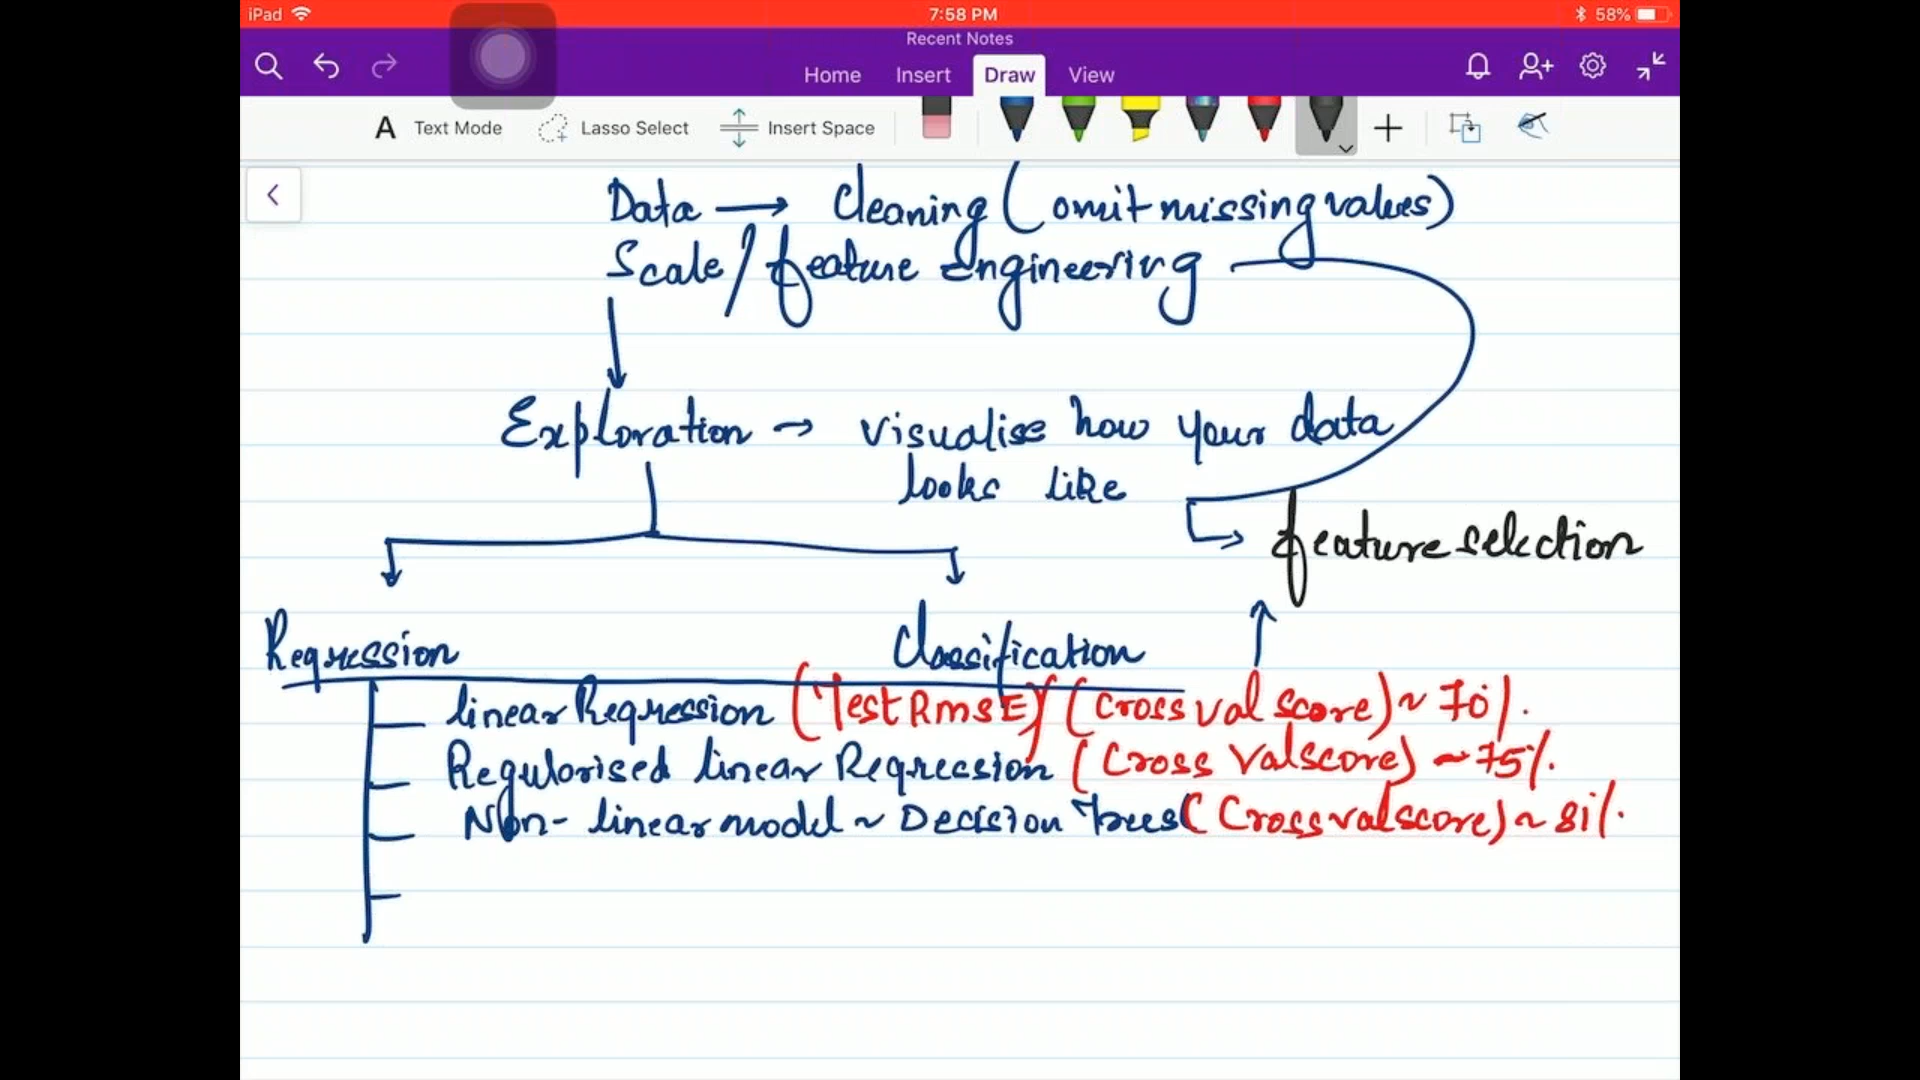 iPad
7:58 PM
58%
Recent Notes
Home Insert Draw View
A Text Mode Lasso Select Insert Space
Data → Cleaning (omit missing values)
Scale / feature Engineering
Exploration → visualise how your data
looks like
feature selection
Regression Classification
linear Regression (Test RmsE) (Cross val score) ~ 70%.
Regularised linear Regression (Cross Valscore) ~ 75%.
Non-linear model ~ Decision Trees (Crossvalscore) ~ 81%.